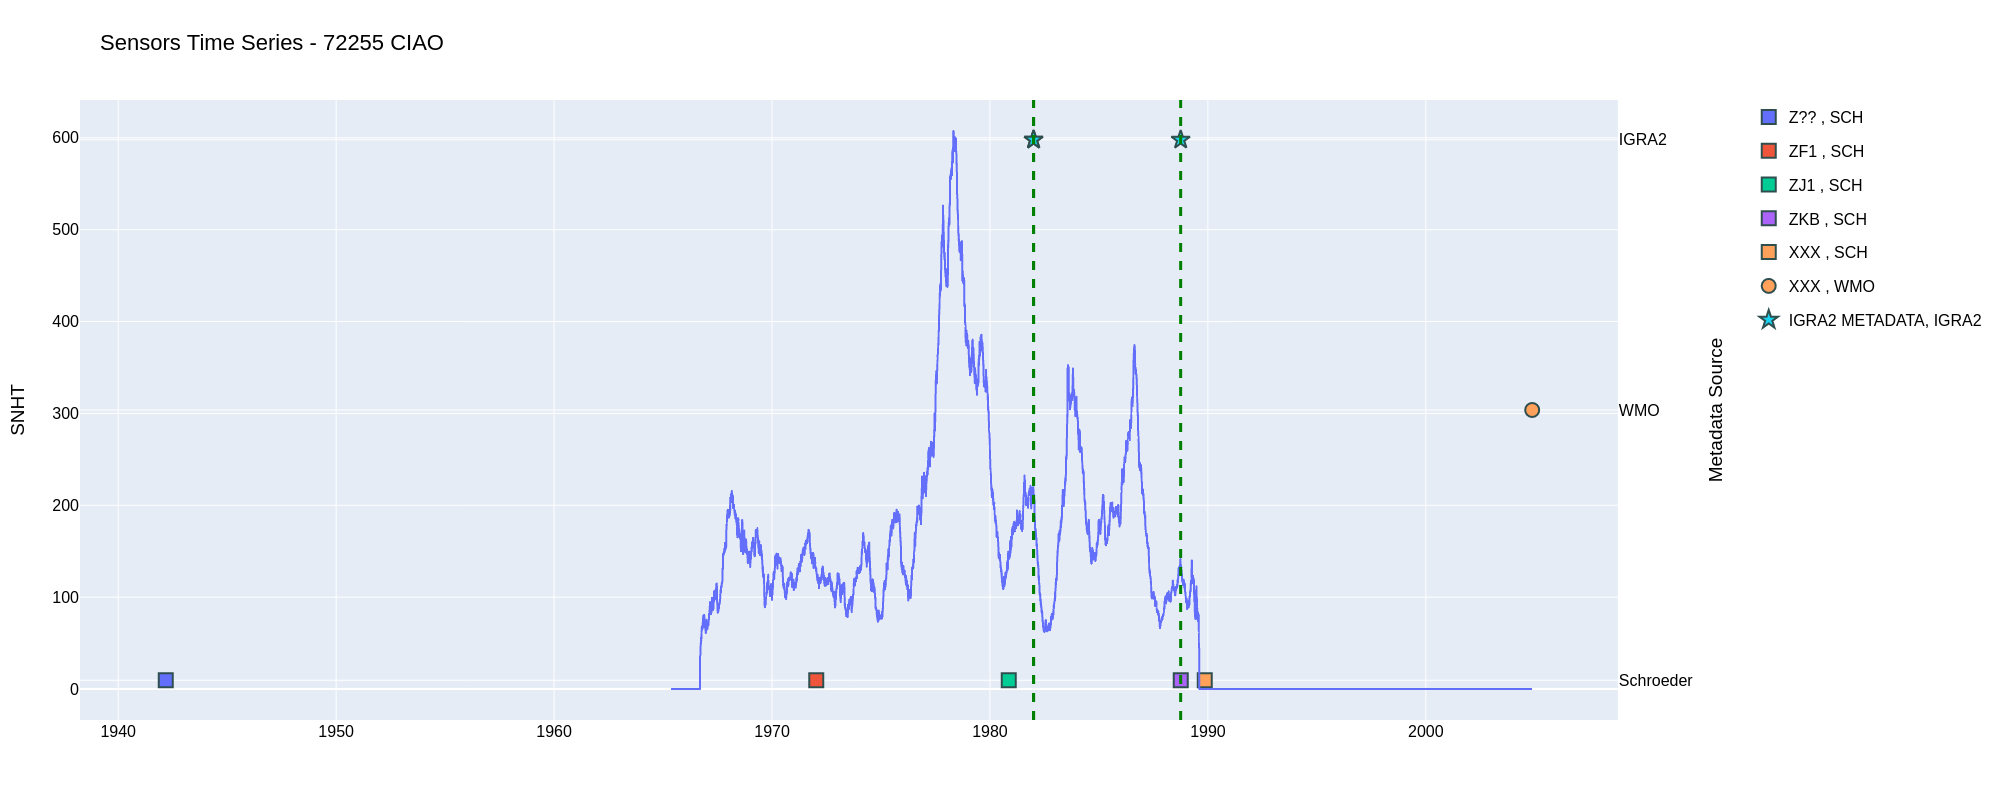 Sensors Time Series - 72255 CIAO
600
500
400
300
200
100
0
SNHT
1940 1950 1960 1970 1980 1990 2000
IGRA2
WMO
Schroeder
Metadata Source
Z?? , SCH
ZF1 , SCH
ZJ1 , SCH
ZKB , SCH
XXX , SCH
XXX , WMO
IGRA2 METADATA, IGRA2